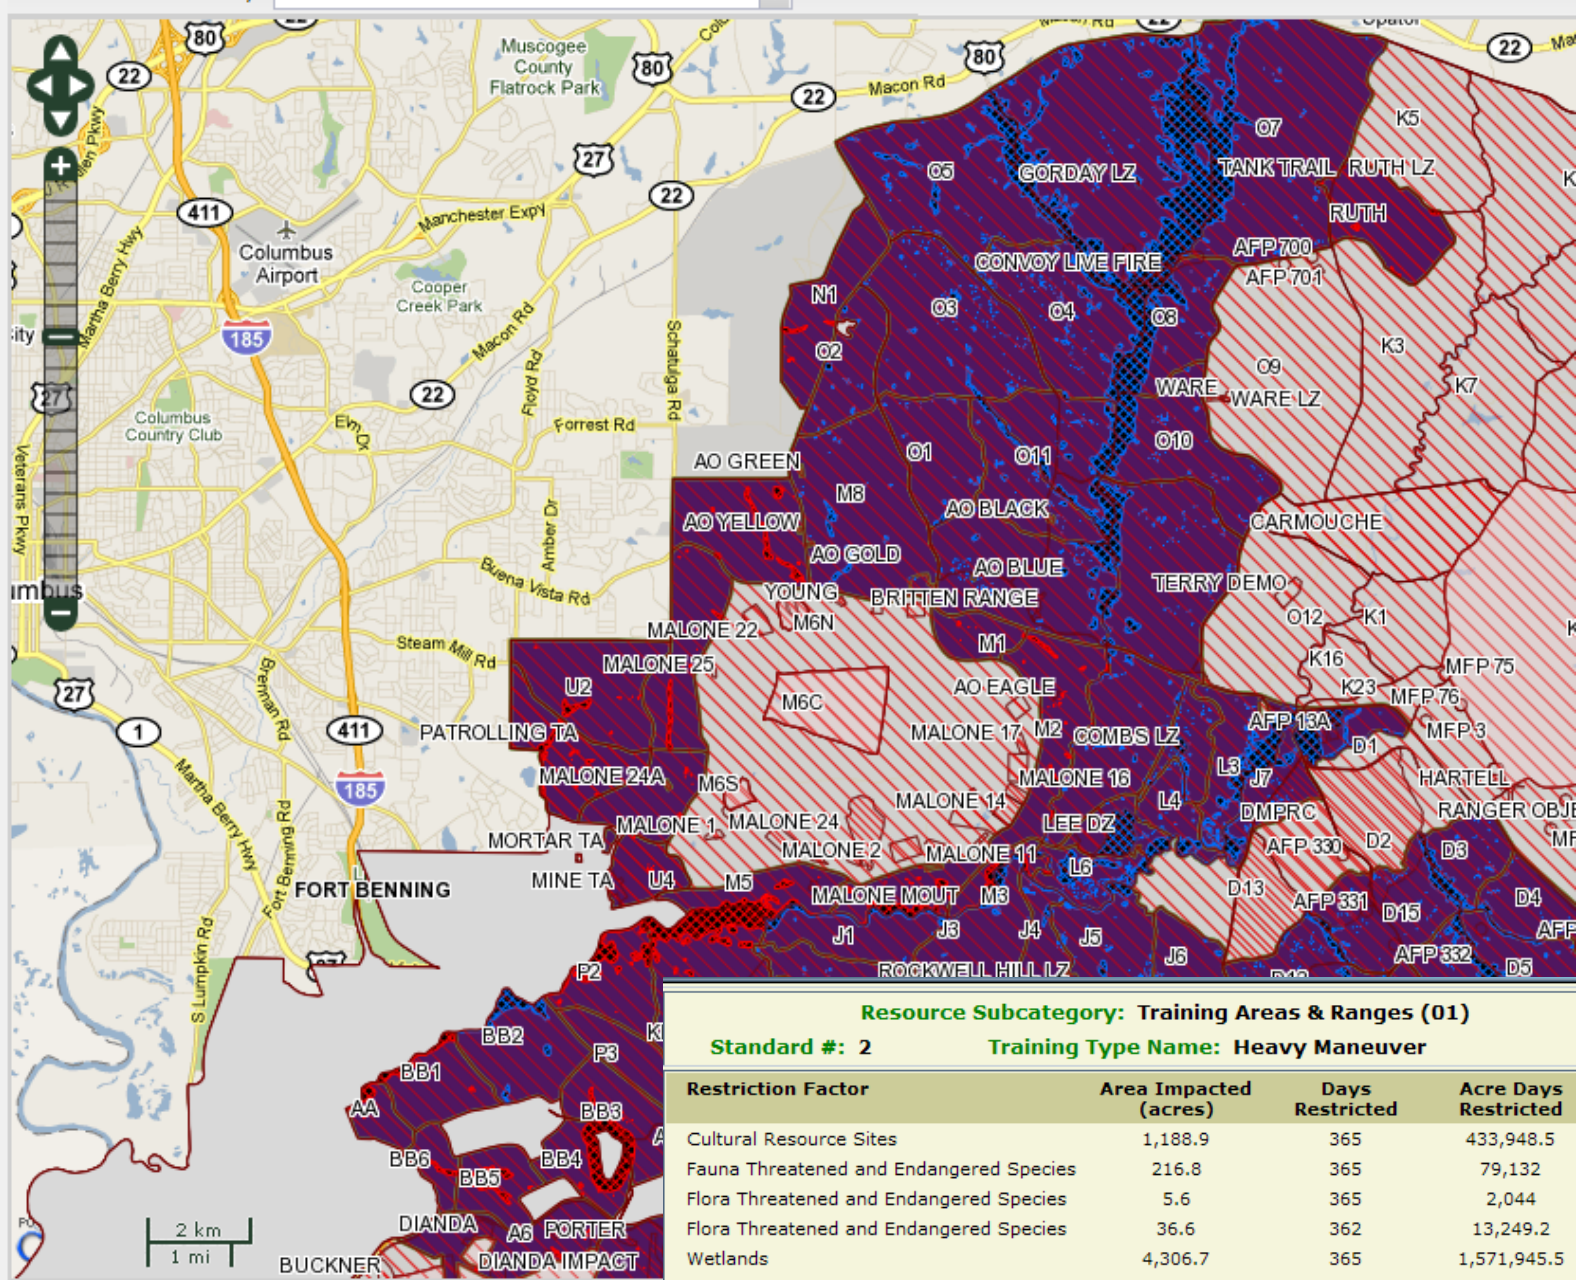 80
22
22
Macon Rd
22
Upatoi
Muscogee
County
Flatrock Park
80
80
22
22
Macon Rd
22
K5
O7
27
O5
GORDAY LZ
TANK TRAIL
RUTH LZ
22
411
Manchester Expy
RUTH
Columbus
Airport
AFP 700
Martha Berry Hwy
CONVOY LIVE FIRE
AFP 701
Cooper
Creek Park
N1
O3
O4
O8
185
Macon Rd
K3
Schatulga Rd
O2
O9
27
22
Floyd Rd
WARE
WARE LZ
K7
Columbus
Country Club
Elm Dr
Forrest Rd
O10
O1
O11
AO GREEN
Veterans Pkwy
M8
AO BLACK
AO YELLOW
CARMOUCHE
Amber Dr
AO GOLD
AO BLUE
Buena Vista Rd
YOUNG
BRITTEN RANGE
TERRY DEMO
M6N
O12
K1
MALONE 22
Steam Mill Rd
M1
K16
MALONE 25
MFP 75
U2
AO EAGLE
K23
MFP 76
27
M6C
Brennan Rd
1
411
PATROLLING TA
MALONE 17
M2
COMBS LZ
AFP 13A
MFP 3
D1
MALONE 24A
M6S
MALONE 16
L3
J7
HARTELL
185
Martha Berry Hwy
MALONE 14
L4
DMPRC
RANGER OBJE
MALONE 1
MALONE 24
LEE DZ
MORTAR TA
MALONE 2
MALONE 11
AFP 330
D2
D3
Fort Benning Rd
L6
MINE TA
U4
M5
FORT BENNING
MALONE MOUT
M3
D13
AFP 331
D15
D4
S Lumpkin Rd
J1
J3
J4
J5
AFP 332
J6
P2
ROCKWELL HILL LZ
D5
BB2
P3
BB1
AA
BB3
BB6
BB4
BB5
DIANDA
A6
PORTER
2 km
1 mi
BUCKNER
DIANDA IMPACT
Resource Subcategory: Training Areas & Ranges (01)
Standard #: 2 Training Type Name: Heavy Maneuver
Restriction Factor Area Impacted (acres) Days Restricted Acre Days Restricted
Cultural Resource Sites 1,188.9 365 433,948.5
Fauna Threatened and Endangered Species 216.8 365 79,132
Flora Threatened and Endangered Species 5.6 365 2,044
Flora Threatened and Endangered Species 36.6 362 13,249.2
Wetlands 4,306.7 365 1,571,945.5